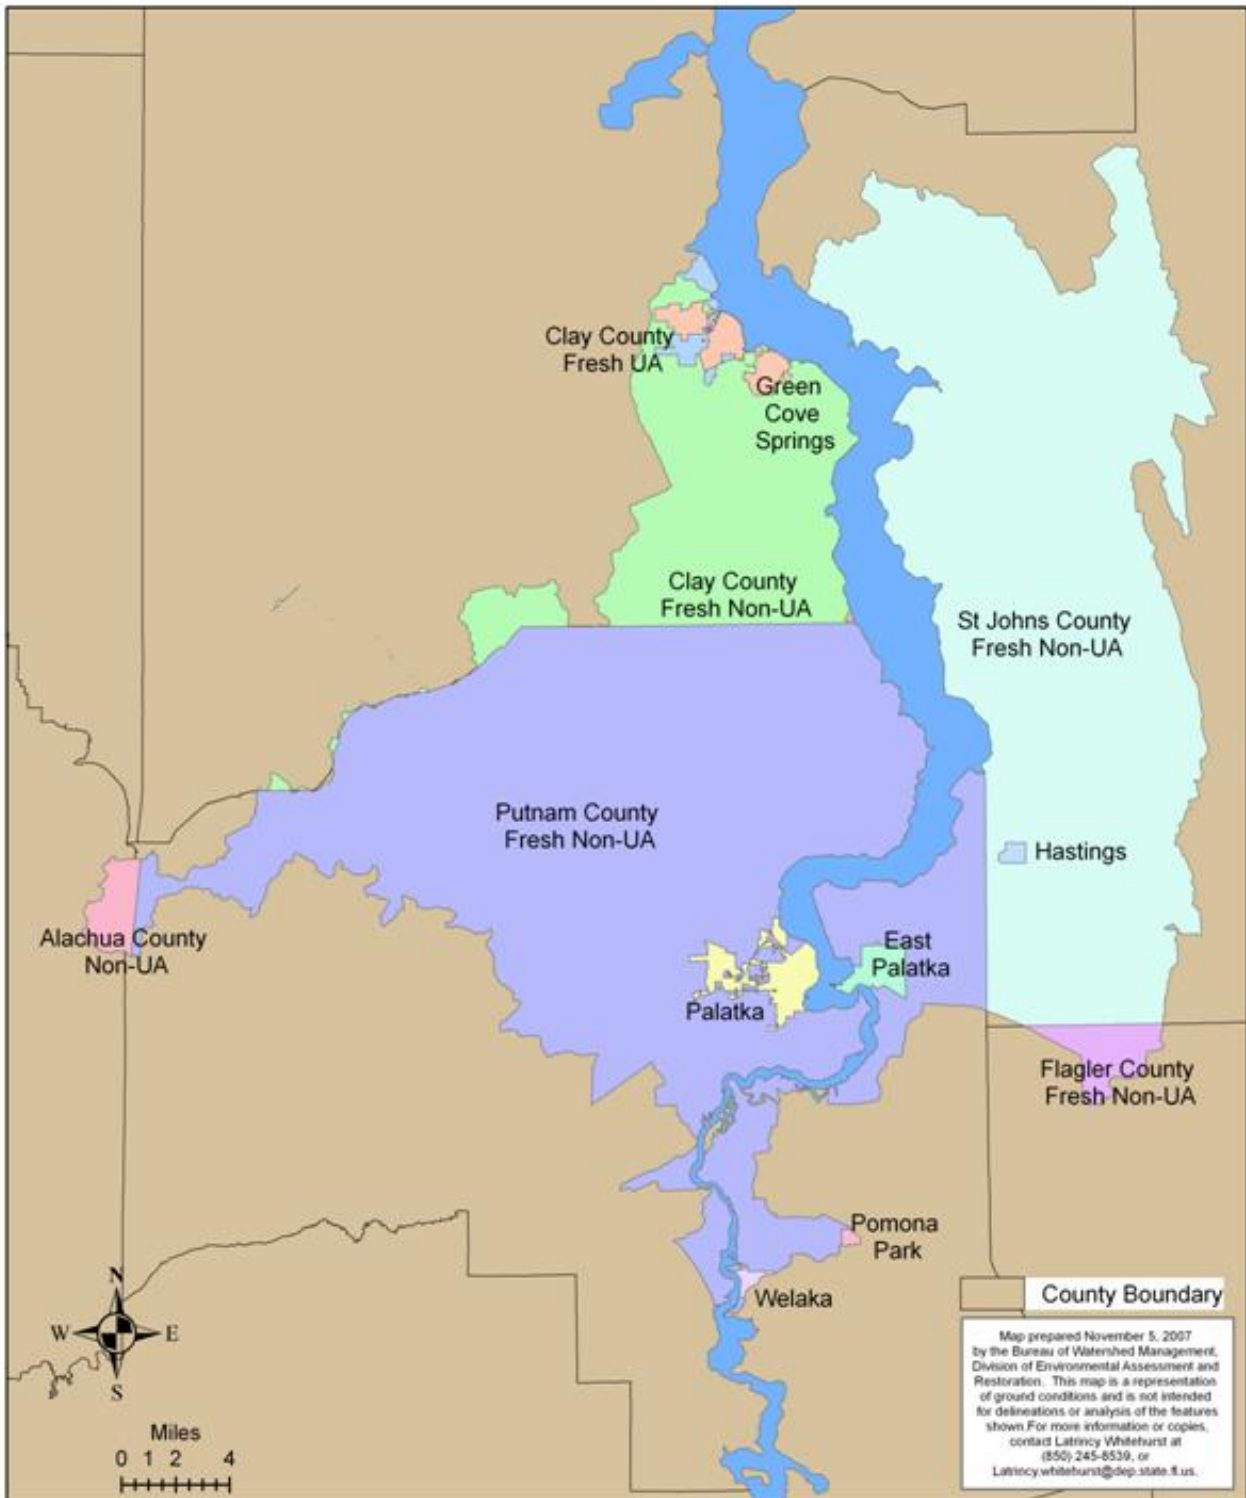 Clay County
Fresh UA
Green
Cove
Springs
Clay County
Fresh Non-UA
St Johns County
Fresh Non-UA
Putnam County
Fresh Non-UA
Hastings
Alachua County
Non-UA
East
Palatka
Palatka
Flagler County
Fresh Non-UA
Pomona
Park
Welaka
N
W E
S
Miles
0 1 2 4
County Boundary
Map prepared November 5, 2007
by the Bureau of Watershed Management,
Division of Environmental Assessment and
Restoration. This map is a representation
of ground conditions and is not intended
for delineations or analysis of the features
shown.For more information or copies,
contact Latrincy Whitehurst at
(850) 245-8539, or
Latrincy.whitehurst@dep.state.fl.us.